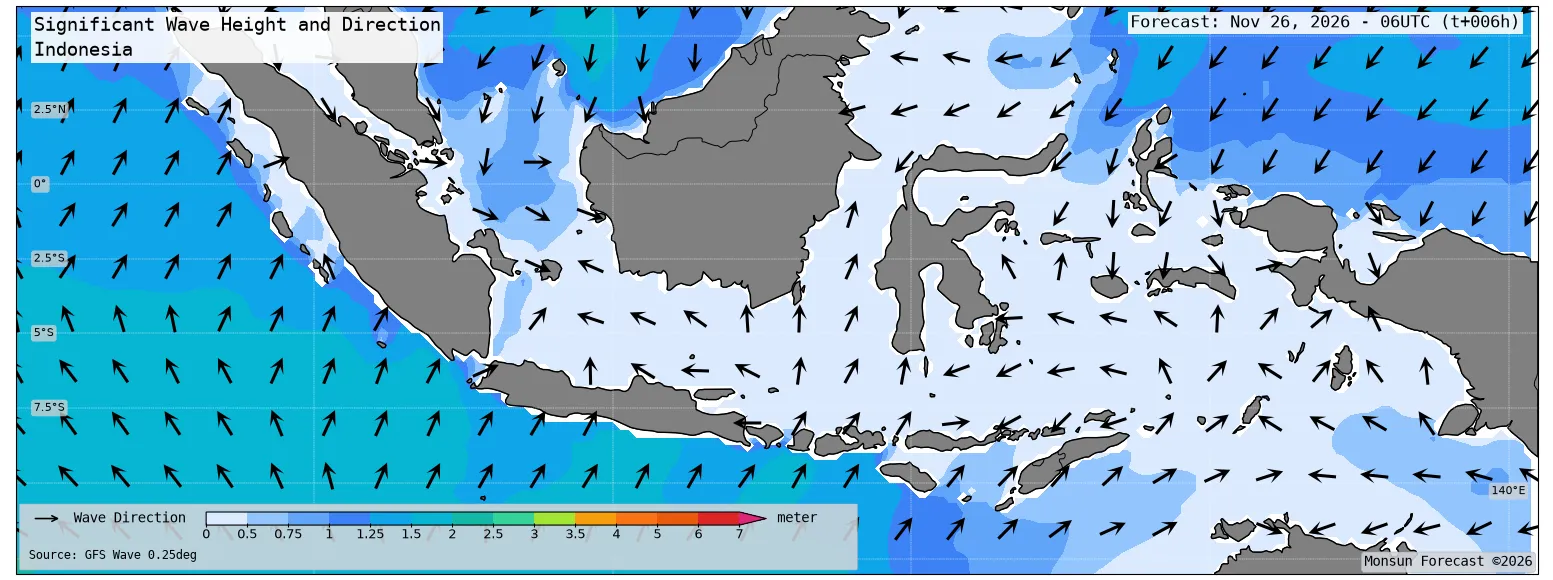 Significant Wave Height and Direction
Indonesia
Forecast: Nov 26, 2026 - 06UTC (t+006h)
2.5°N
0°
2.5°S
5°S
7.5°S
140°E
Wave Direction
meter
0 0.5 0.75 1 1.25 1.5 2 2.5 3 3.5 4 5 6 7
Source: GFS Wave 0.25deg
Monsun Forecast ©2026